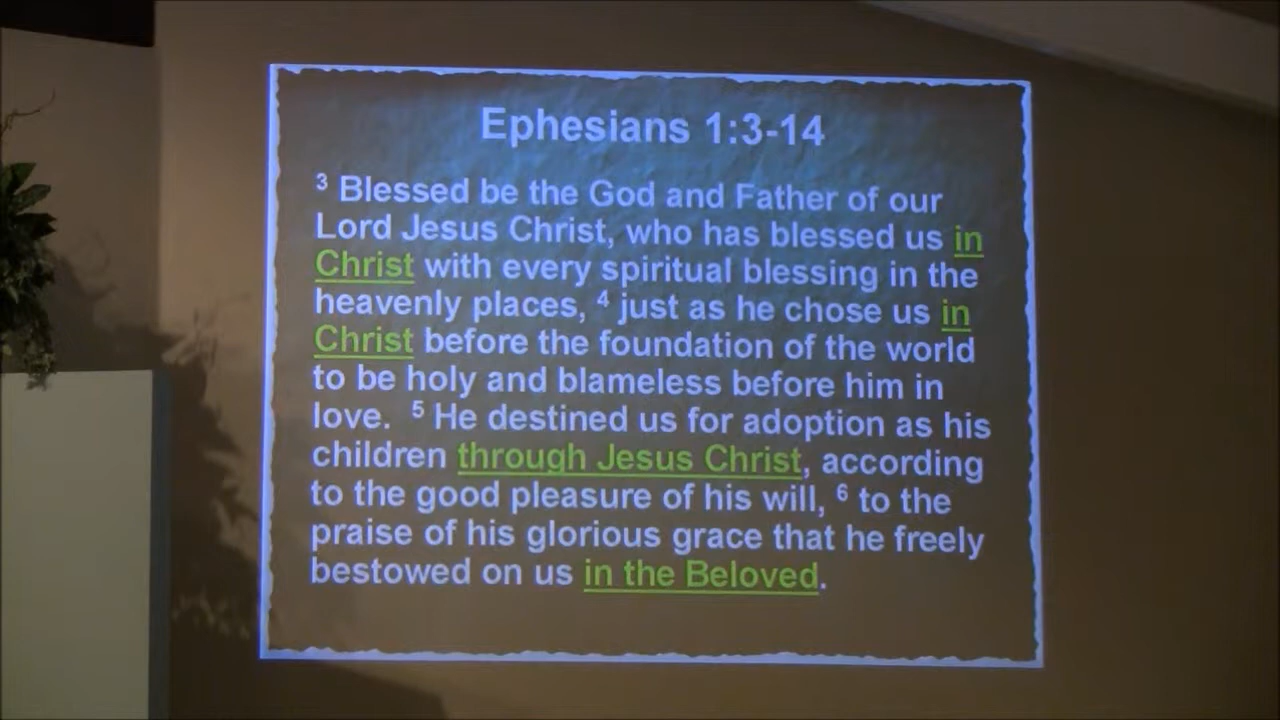 Ephesians 1:3-14
3 Blessed be the God and Father of our
Lord Jesus Christ, who has blessed us in
Christ with every spiritual blessing in the
heavenly places, 4 just as he chose us in
Christ before the foundation of the world
to be holy and blameless before him in
love. 5 He destined us for adoption as his
children through Jesus Christ, according
to the good pleasure of his will, 6 to the
praise of his glorious grace that he freely
bestowed on us in the Beloved.